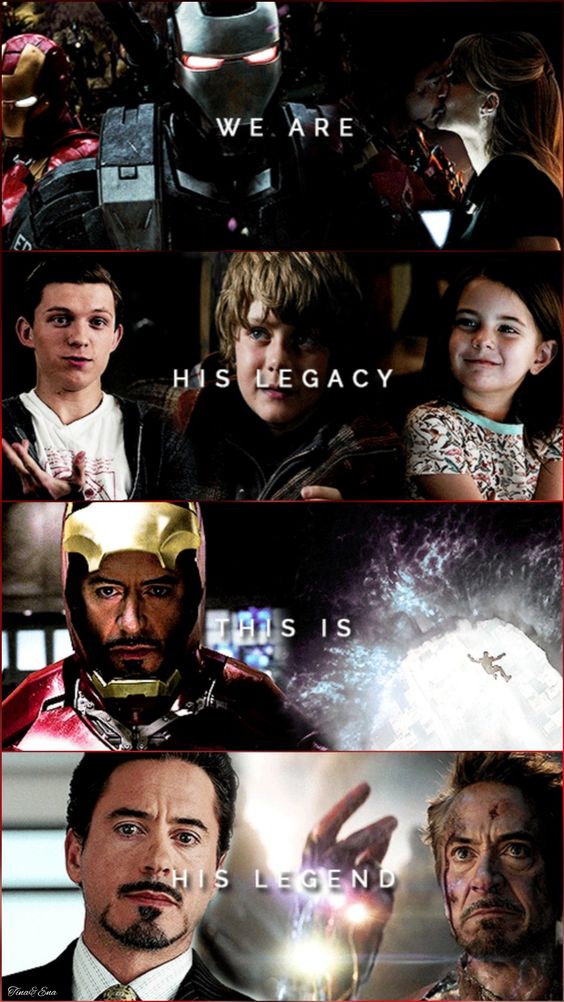 WE ARE
HIS LEGACY
THIS IS
HIS LEGEND
Tina & Ena